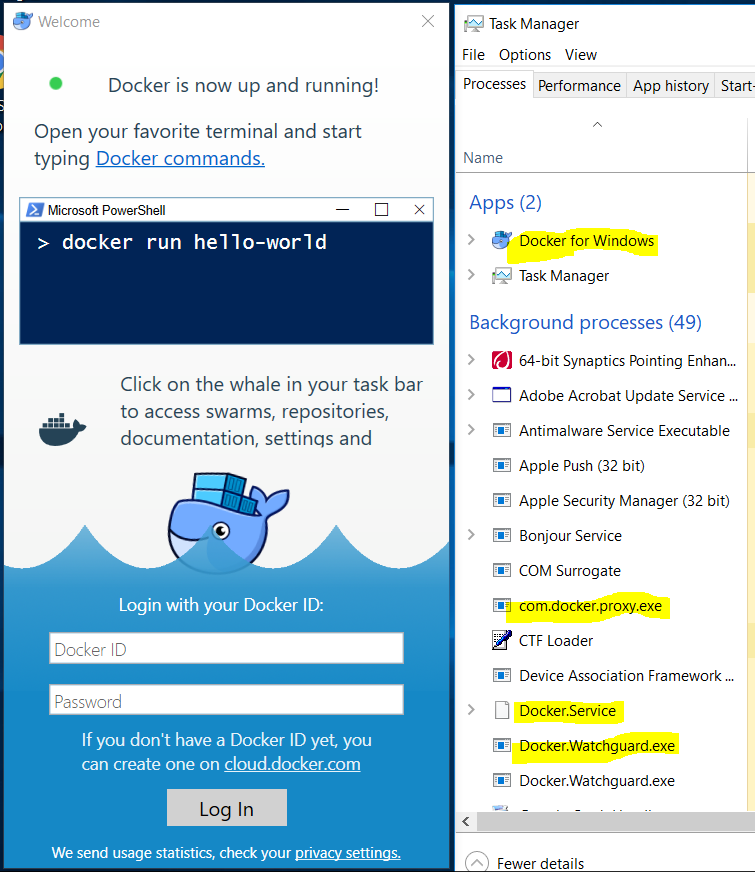 Welcome
Docker is now up and running!
Open your favorite terminal and start
typing Docker commands.
Microsoft PowerShell
> docker run hello-world
Click on the whale in your task bar
to access swarms, repositories,
documentation, settings and
Login with your Docker ID:
Docker ID
Password
If you don't have a Docker ID yet, you
can create one on cloud.docker.com
Log In
We send usage statistics, check your privacy settings.
Task Manager
File Options View
Processes Performance App history Start-
Name
Apps (2)
Docker for Windows
Task Manager
Background processes (49)
64-bit Synaptics Pointing Enhan...
Adobe Acrobat Update Service ...
Antimalware Service Executable
Apple Push (32 bit)
Apple Security Manager (32 bit)
Bonjour Service
COM Surrogate
com.docker.proxy.exe
CTF Loader
Device Association Framework ...
Docker.Service
Docker.Watchguard.exe
Docker.Watchguard.exe
Fewer details